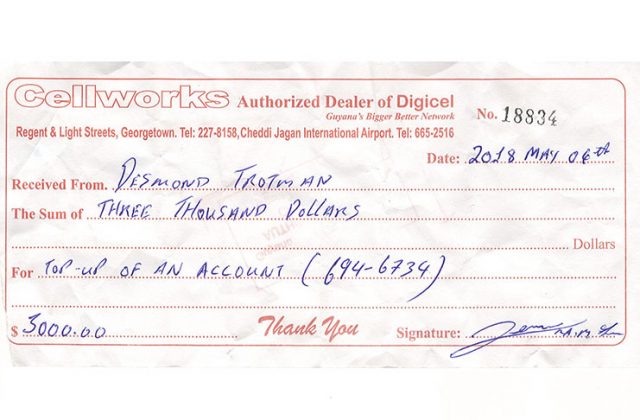 Cellworks Authorized Dealer of Digicel
Guyana's Bigger Better Network
No. 18834
Regent & Light Streets, Georgetown. Tel: 227-8158, Cheddi Jagan International Airport. Tel: 665-2516
Date: 2018 MAY 06th
Received From. DESMOND TROTMAN
The Sum of THREE THOUSAND DOLLARS
Dollars
For TOP-UP OF AN ACCOUNT (694-6734)
$ 3000.00 Thank You Signature: